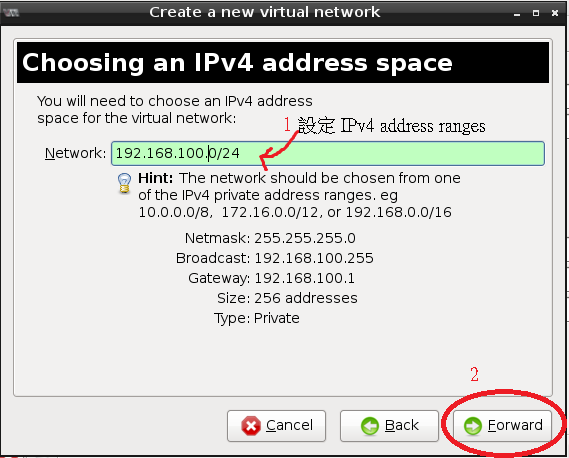 Create a new virtual network
Choosing an IPv4 address space
You will need to choose an IPv4 address
space for the virtual network:
1 設定 IPv4 address ranges
Network: 192.168.100.0/24
Hint: The network should be chosen from one
of the IPv4 private address ranges. eg
10.0.0.0/8, 172.16.0.0/12, or 192.168.0.0/16
Netmask: 255.255.255.0
Broadcast: 192.168.100.255
Gateway: 192.168.100.1
Size: 256 addresses
Type: Private
2
Cancel Back Forward